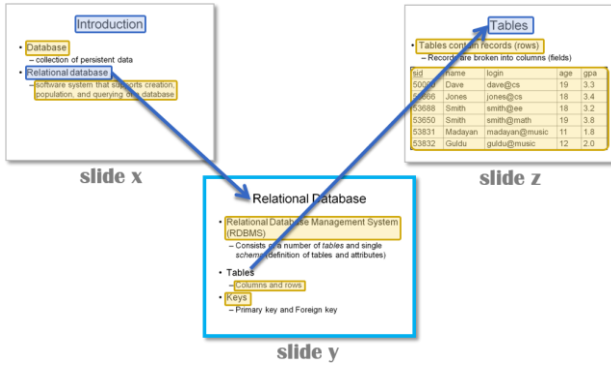 Introduction
• Database
– collection of persistent data
• Relational database
– software system that supports creation,
population, and querying of a database
slide x
Tables
• Tables contain records (rows)
– Records are broken into columns (fields)
sid name login age gpa
Dave dave@cs 19 3.3
Jones jones@cs 18 3.4
53688 Smith smith@ee 18 3.2
53650 Smith smith@math 19 3.8
53831 Madayan madayan@music 11 1.8
53832 Guldu guldu@music 12 2.0
slide z
Relational Database
• Relational Database Management System
(RDBMS)
– Consists of a number of tables and single
schema (definition of tables and attributes)
• Tables
– Columns and rows
• Keys
– Primary key and Foreign key
slide y